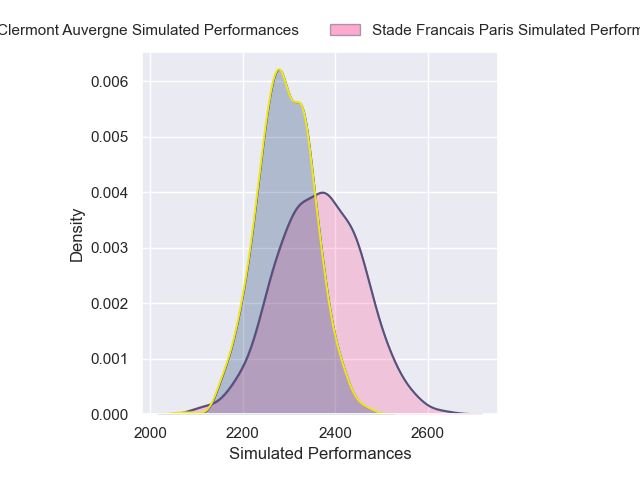 Clermont Auvergne Simulated Performances
Stade Francais Paris Simulated Perform
0.006
0.005
0.004
0.003
0.002
0.001
0.000
Density
2000 2200 2400 2600
Simulated Performances